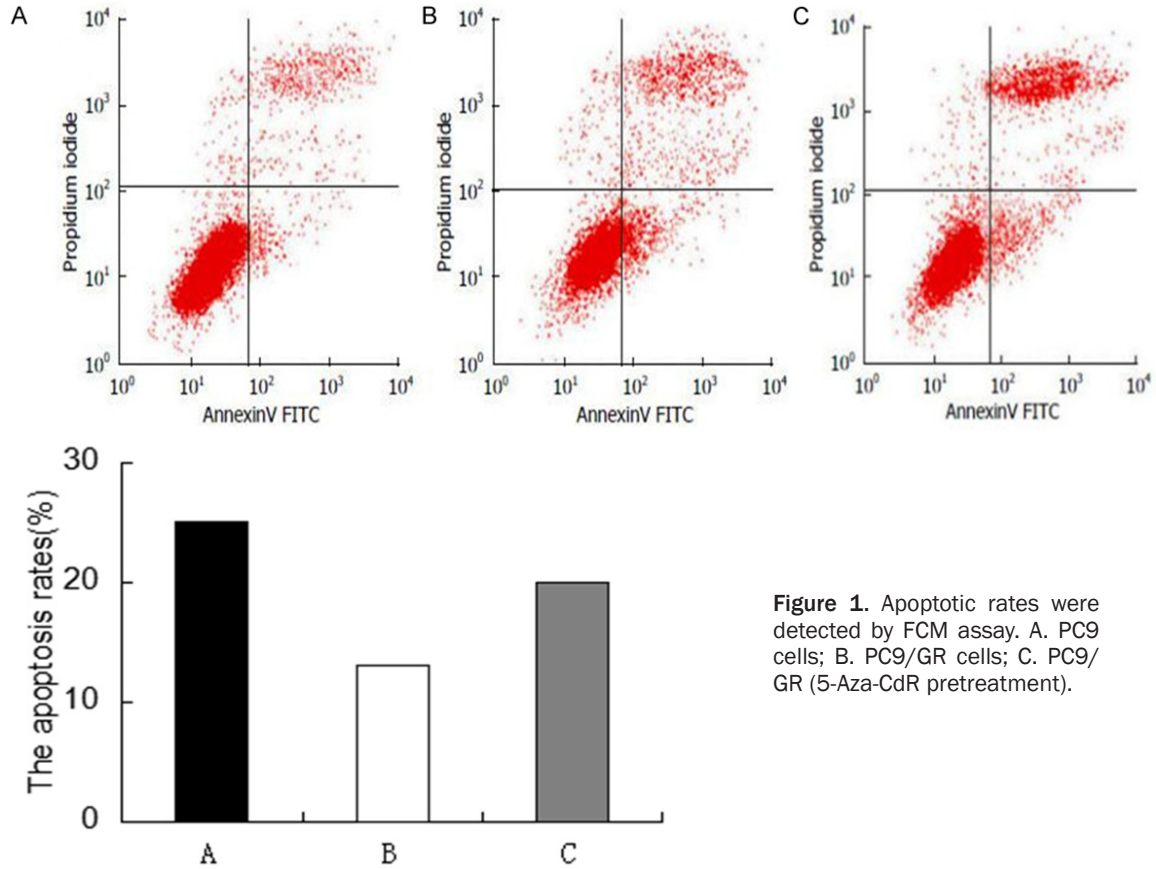 A
B
C
10⁴
10³
10²
10¹
10⁰
Propidium iodide
10⁰ 10¹ 10² 10³ 10⁴
AnnexinV FITC
10⁴
10³
10²
10¹
10⁰
Propidium iodide
10⁰ 10¹ 10² 10³ 10⁴
AnnexinV FITC
10⁴
10³
10²
10¹
10⁰
Propidium iodide
10⁰ 10¹ 10² 10³ 10⁴
AnnexinV FITC
30
20
10
0
The apoptosis rates(%)
A B C
Figure 1. Apoptotic rates were
detected by FCM assay. A. PC9
cells; B. PC9/GR cells; C. PC9/
GR (5-Aza-CdR pretreatment).